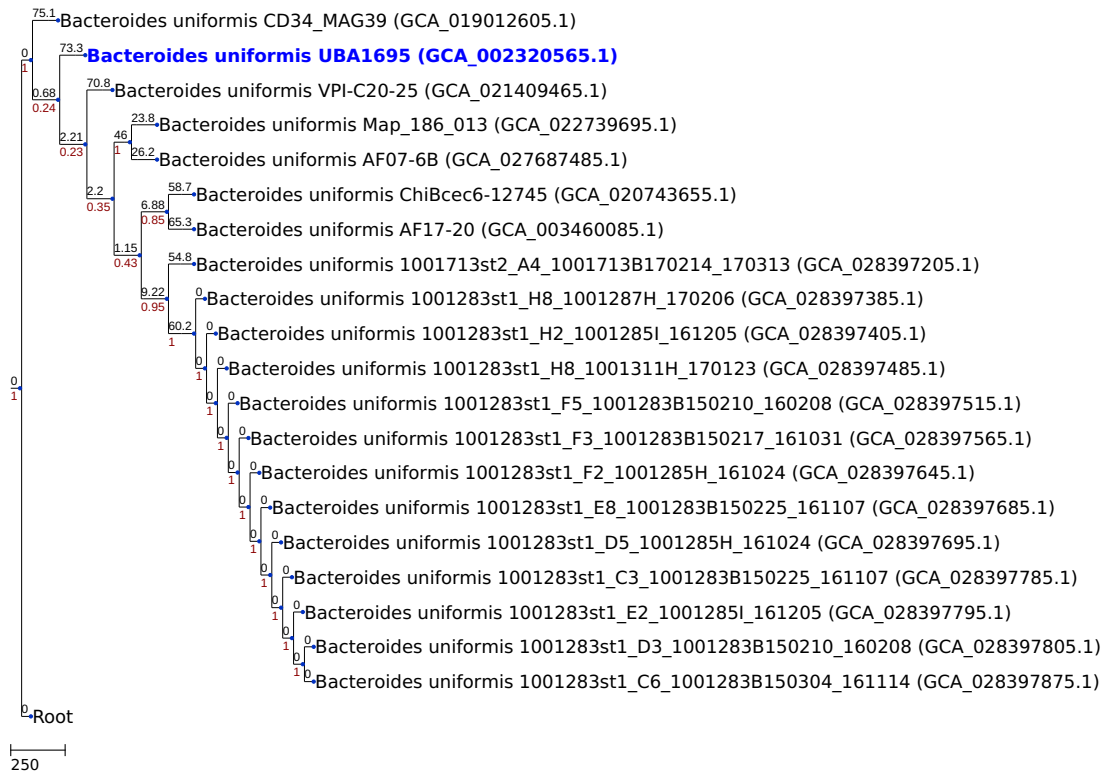 75.1 Bacteroides uniformis CD34_MAG39 (GCA_019012605.1)
0
1
73.3 Bacteroides uniformis UBA1695 (GCA_002320565.1)
0.68
0.24
70.8 Bacteroides uniformis VPI-C20-25 (GCA_021409465.1)
23.8 Bacteroides uniformis Map_186_013 (GCA_022739695.1)
2.21
0.23
46
1
26.2 Bacteroides uniformis AF07-6B (GCA_027687485.1)
58.7 Bacteroides uniformis ChiBcec6-12745 (GCA_020743655.1)
2.2
0.35
6.88
0.85
65.3 Bacteroides uniformis AF17-20 (GCA_003460085.1)
1.15
0.43
54.8 Bacteroides uniformis 1001713st2_A4_1001713B170214_170313 (GCA_028397205.1)
9.22
0.95
0 Bacteroides uniformis 1001283st1_H8_1001287H_170206 (GCA_028397385.1)
60.2
1
0 Bacteroides uniformis 1001283st1_H2_1001285I_161205 (GCA_028397405.1)
0
1
0 Bacteroides uniformis 1001283st1_H8_1001311H_170123 (GCA_028397485.1)
0
1
0
1
0 Bacteroides uniformis 1001283st1_F5_1001283B150210_160208 (GCA_028397515.1)
0
1
0 Bacteroides uniformis 1001283st1_F3_1001283B150217_161031 (GCA_028397565.1)
0
1
0 Bacteroides uniformis 1001283st1_F2_1001285H_161024 (GCA_028397645.1)
0
1
0 Bacteroides uniformis 1001283st1_E8_1001283B150225_161107 (GCA_028397685.1)
0
1
0 Bacteroides uniformis 1001283st1_D5_1001285H_161024 (GCA_028397695.1)
0
1
0 Bacteroides uniformis 1001283st1_C3_1001283B150225_161107 (GCA_028397785.1)
0
1
0 Bacteroides uniformis 1001283st1_E2_1001285I_161205 (GCA_028397795.1)
0
1
0 Bacteroides uniformis 1001283st1_D3_1001283B150210_160208 (GCA_028397805.1)
0
1
0 Bacteroides uniformis 1001283st1_C6_1001283B150304_161114 (GCA_028397875.1)
0 Root
250